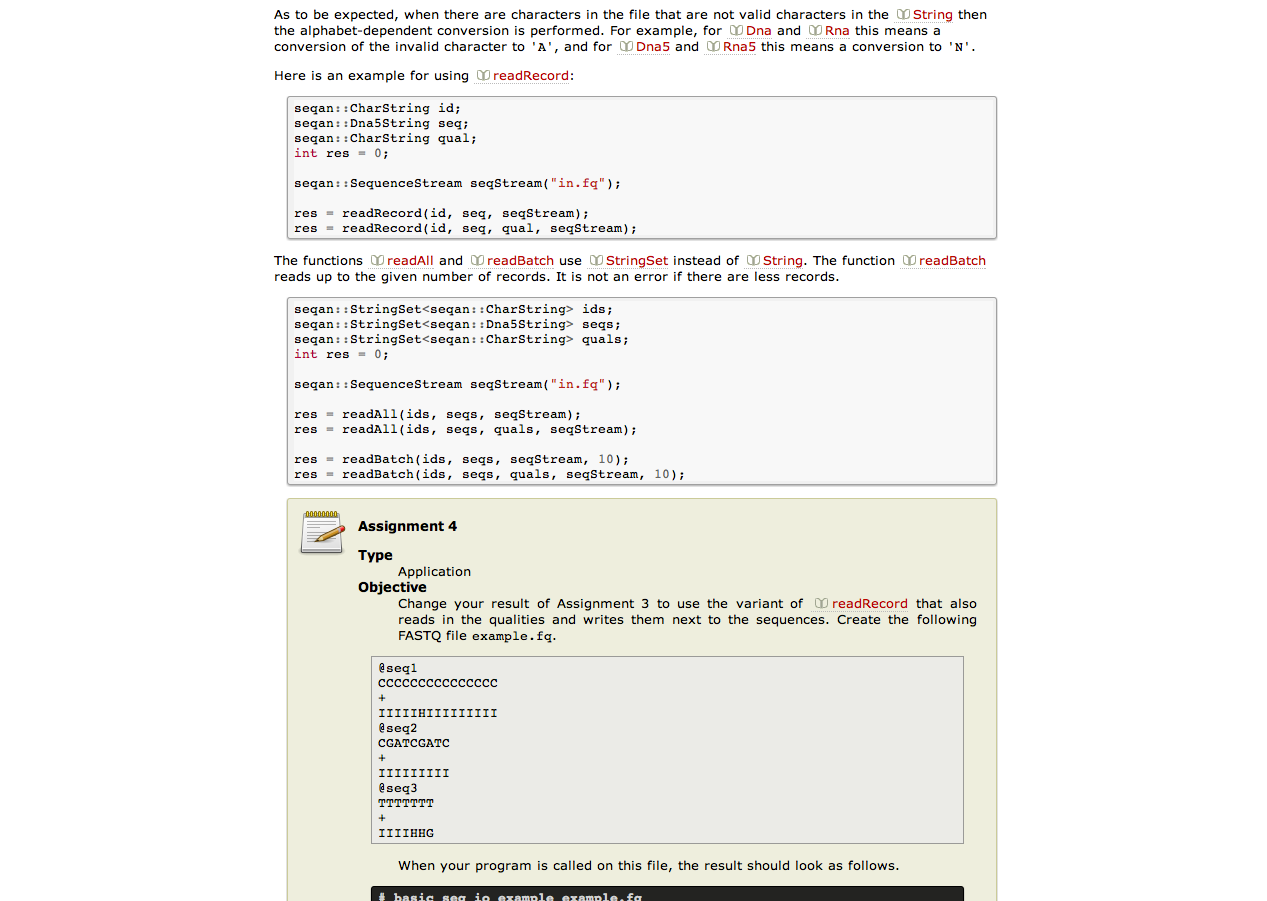 As to be expected, when there are characters in the file that are not valid characters in the String then
the alphabet-dependent conversion is performed. For example, for Dna and Rna this means a
conversion of the invalid character to 'A', and for Dna5 and Rna5 this means a conversion to 'N'.
Here is an example for using readRecord:
seqan::CharString id;
seqan::Dna5String seq;
seqan::CharString qual;
int res = 0;
seqan::SequenceStream seqStream("in.fq");
res = readRecord(id, seq, seqStream);
res = readRecord(id, seq, qual, seqStream);
The functions readAll and readBatch use StringSet instead of String. The function readBatch
reads up to the given number of records. It is not an error if there are less records.
seqan::StringSet<seqan::CharString> ids;
seqan::StringSet<seqan::Dna5String> seqs;
seqan::StringSet<seqan::CharString> quals;
int res = 0;
seqan::SequenceStream seqStream("in.fq");
res = readAll(ids, seqs, seqStream);
res = readAll(ids, seqs, quals, seqStream);
res = readBatch(ids, seqs, seqStream, 10);
res = readBatch(ids, seqs, quals, seqStream, 10);
Assignment 4
Type
Application
Objective
Change your result of Assignment 3 to use the variant of readRecord that also
reads in the qualities and writes them next to the sequences. Create the following
FASTQ file example.fq.
@seq1
CCCCCCCCCCCCCCC
+
IIIIIHIIIIIIIII
@seq2
CGATCGATC
+
IIIIIIIII
@seq3
TTTTTTT
+
IIIIHHG
When your program is called on this file, the result should look as follows.
# basic_seq_io_example example.fq